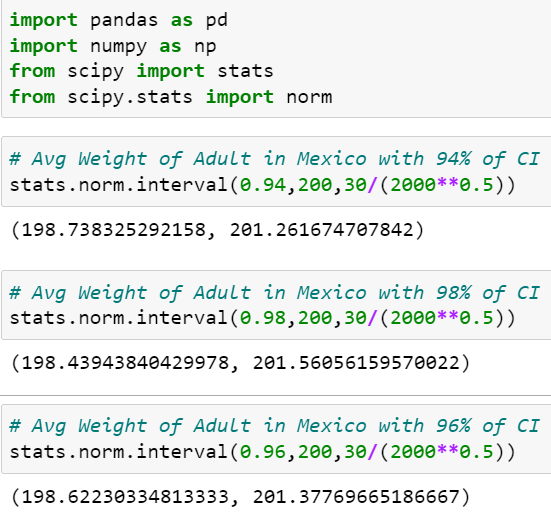 import pandas as pd
import numpy as np
from scipy import stats
from scipy.stats import norm
# Avg Weight of Adult in Mexico with 94% of CI
stats.norm.interval(0.94,200,30/(2000**0.5))
(198.738325292158, 201.261674707842)
# Avg Weight of Adult in Mexico with 98% of CI
stats.norm.interval(0.98,200,30/(2000**0.5))
(198.43943840429978, 201.56056159570022)
# Avg Weight of Adult in Mexico with 96% of CI
stats.norm.interval(0.96,200,30/(2000**0.5))
(198.62230334813333, 201.37769665186667)